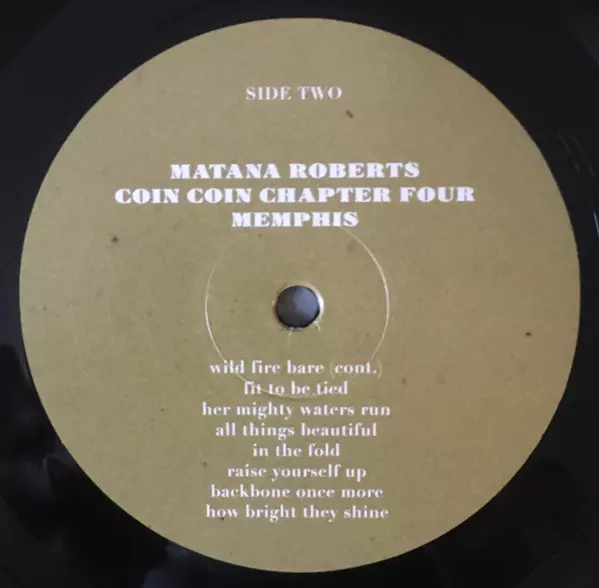 SIDE TWO
MATANA ROBERTS
COIN COIN CHAPTER FOUR
MEMPHIS
wild fire bare (cont.)
fit to be tied
her mighty waters run
all things beautiful
in the fold
raise yourself up
backbone once more
how bright they shine